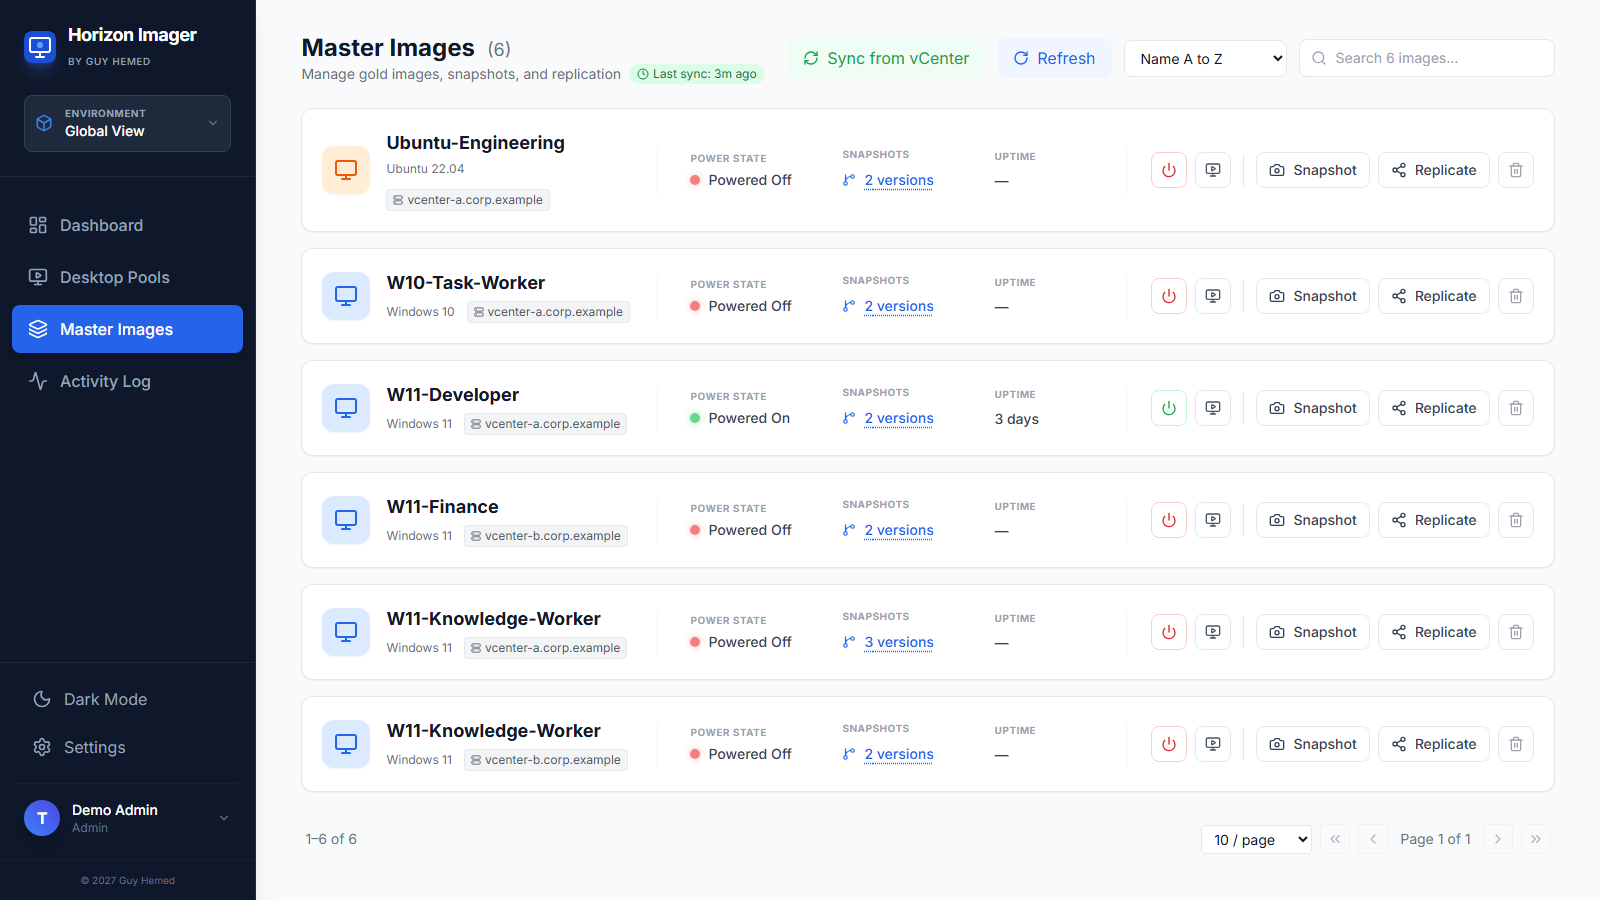 Horizon Imager
BY GUY HEMED
ENVIRONMENT
Global View
Dashboard
Desktop Pools
Master Images
Activity Log
Dark Mode
Settings
T
Demo Admin
Admin
© 2027 Guy Hemed
Master Images (6)
Manage gold images, snapshots, and replication Last sync: 3m ago
Sync from vCenter Refresh Name A to Z Search 6 images...
Ubuntu-Engineering
Ubuntu 22.04
vcenter-a.corp.example
POWER STATE
Powered Off
SNAPSHOTS
2 versions
UPTIME
—
Snapshot Replicate
W10-Task-Worker
Windows 10 vcenter-a.corp.example
POWER STATE
Powered Off
SNAPSHOTS
2 versions
UPTIME
—
Snapshot Replicate
W11-Developer
Windows 11 vcenter-a.corp.example
POWER STATE
Powered On
SNAPSHOTS
2 versions
UPTIME
3 days
Snapshot Replicate
W11-Finance
Windows 11 vcenter-b.corp.example
POWER STATE
Powered Off
SNAPSHOTS
2 versions
UPTIME
—
Snapshot Replicate
W11-Knowledge-Worker
Windows 11 vcenter-a.corp.example
POWER STATE
Powered Off
SNAPSHOTS
3 versions
UPTIME
—
Snapshot Replicate
W11-Knowledge-Worker
Windows 11 vcenter-b.corp.example
POWER STATE
Powered Off
SNAPSHOTS
2 versions
UPTIME
—
Snapshot Replicate
1–6 of 6
10 / page « ‹ Page 1 of 1 › »